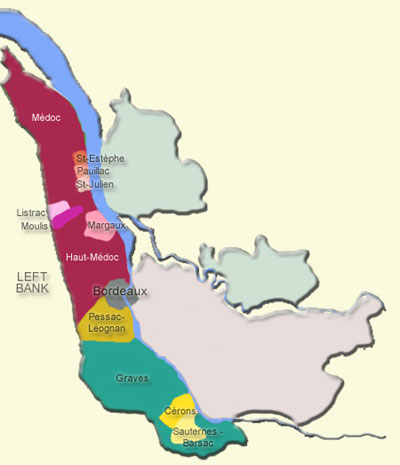 Médoc
St-Estèphe
Pauillac
St-Julien
Listrac
Moulis
Margaux
Haut-Médoc
LEFT
BANK
Bordeaux
Pessac-
Léognan
Graves
Cérons
Sauternes -
Barsac